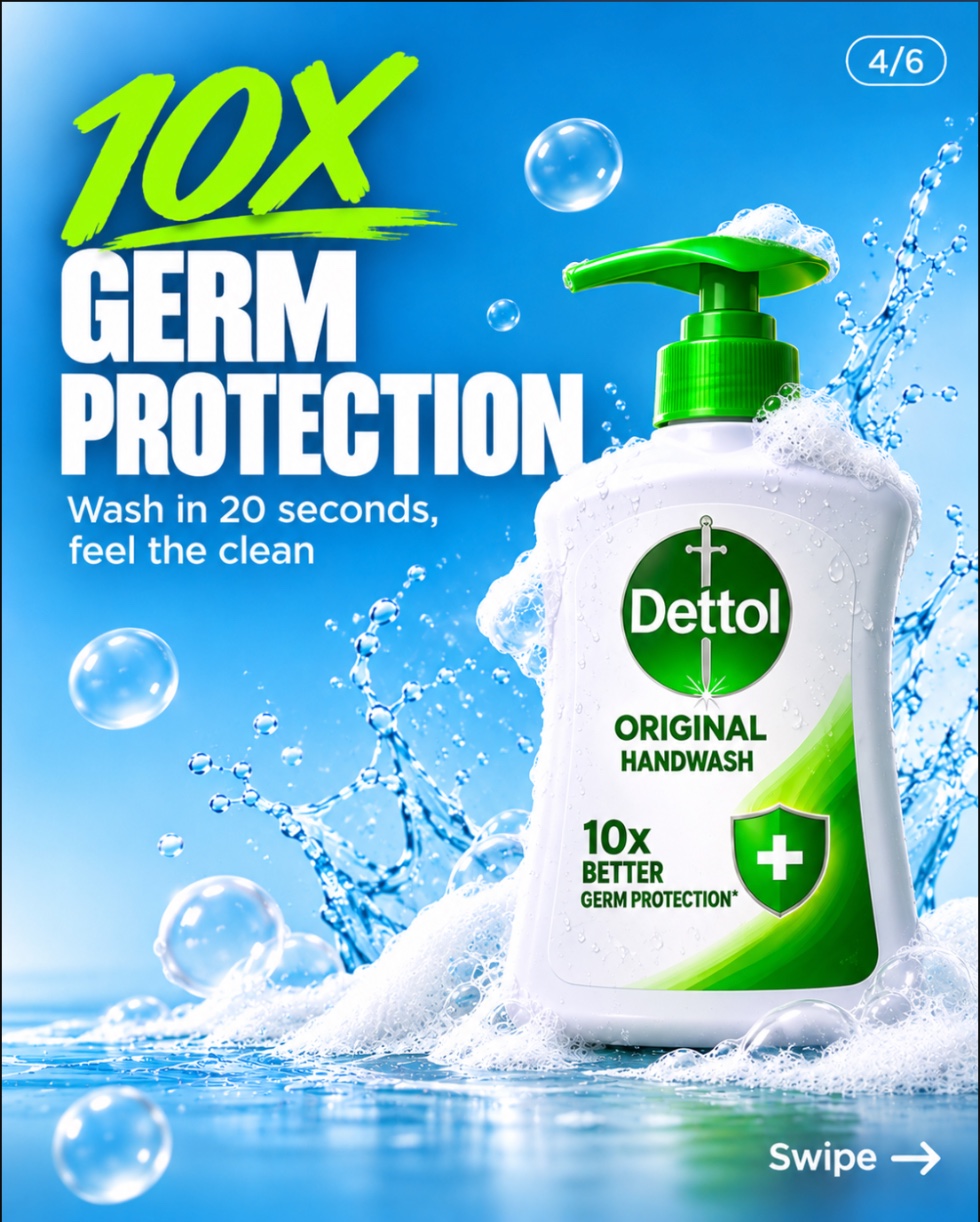 4/6
10X
GERM
PROTECTION
Wash in 20 seconds,
feel the clean
Dettol
ORIGINAL
HANDWASH
10x
BETTER
GERM PROTECTION*
Swipe →